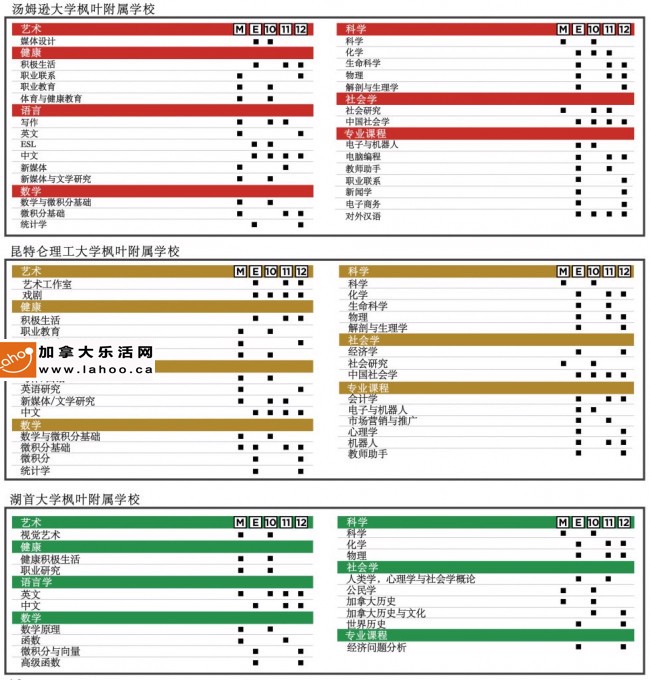 汤姆逊大学枫叶附属学校
艺术 M E 10 11 12
媒体设计
健康
积极生活
职业联系
职业教育
体育与健康教育
语言
写作
英文
ESL
中文
新媒体
新媒体与文学研究
数学
数学与微积分基础
微积分基础
统计学
科学 M E 10 11 12
科学
化学
生命科学
物理
解剖与生理学
社会学
社会研究
中国社会学
专业课程
电子与机器人
电脑编程
教师助手
职业联系
新闻学
电子商务
对外汉语
昆特仑理工大学枫叶附属学校
艺术 M E 10 11 12
艺术工作室
戏剧
健康
积极生活
职业教育
lahoo
加拿大乐活网
www.lahoo.ca
英语研究
新媒体/文学研究
中文
数学
数学与微积分基础
微积分基础
微积分
统计学
科学 M E 10 11 12
科学
化学
生命科学
物理
解剖与生理学
社会学
经济学
社会研究
中国社会学
专业课程
会计学
电子与机器人
市场营销与推广
心理学
机器人
教师助手
湖首大学枫叶附属学校
艺术 M E 10 11 12
视觉艺术
健康
健康积极生活
职业研究
语言学
英文
中文
数学
数学原理
函数
微积分与向量
高级函数
科学 M E 10 11 12
科学
化学
物理
社会学
人类学，心理学与社会学概论
公民学
加拿大历史
加拿大历史与文化
世界历史
专业课程
经济问题分析